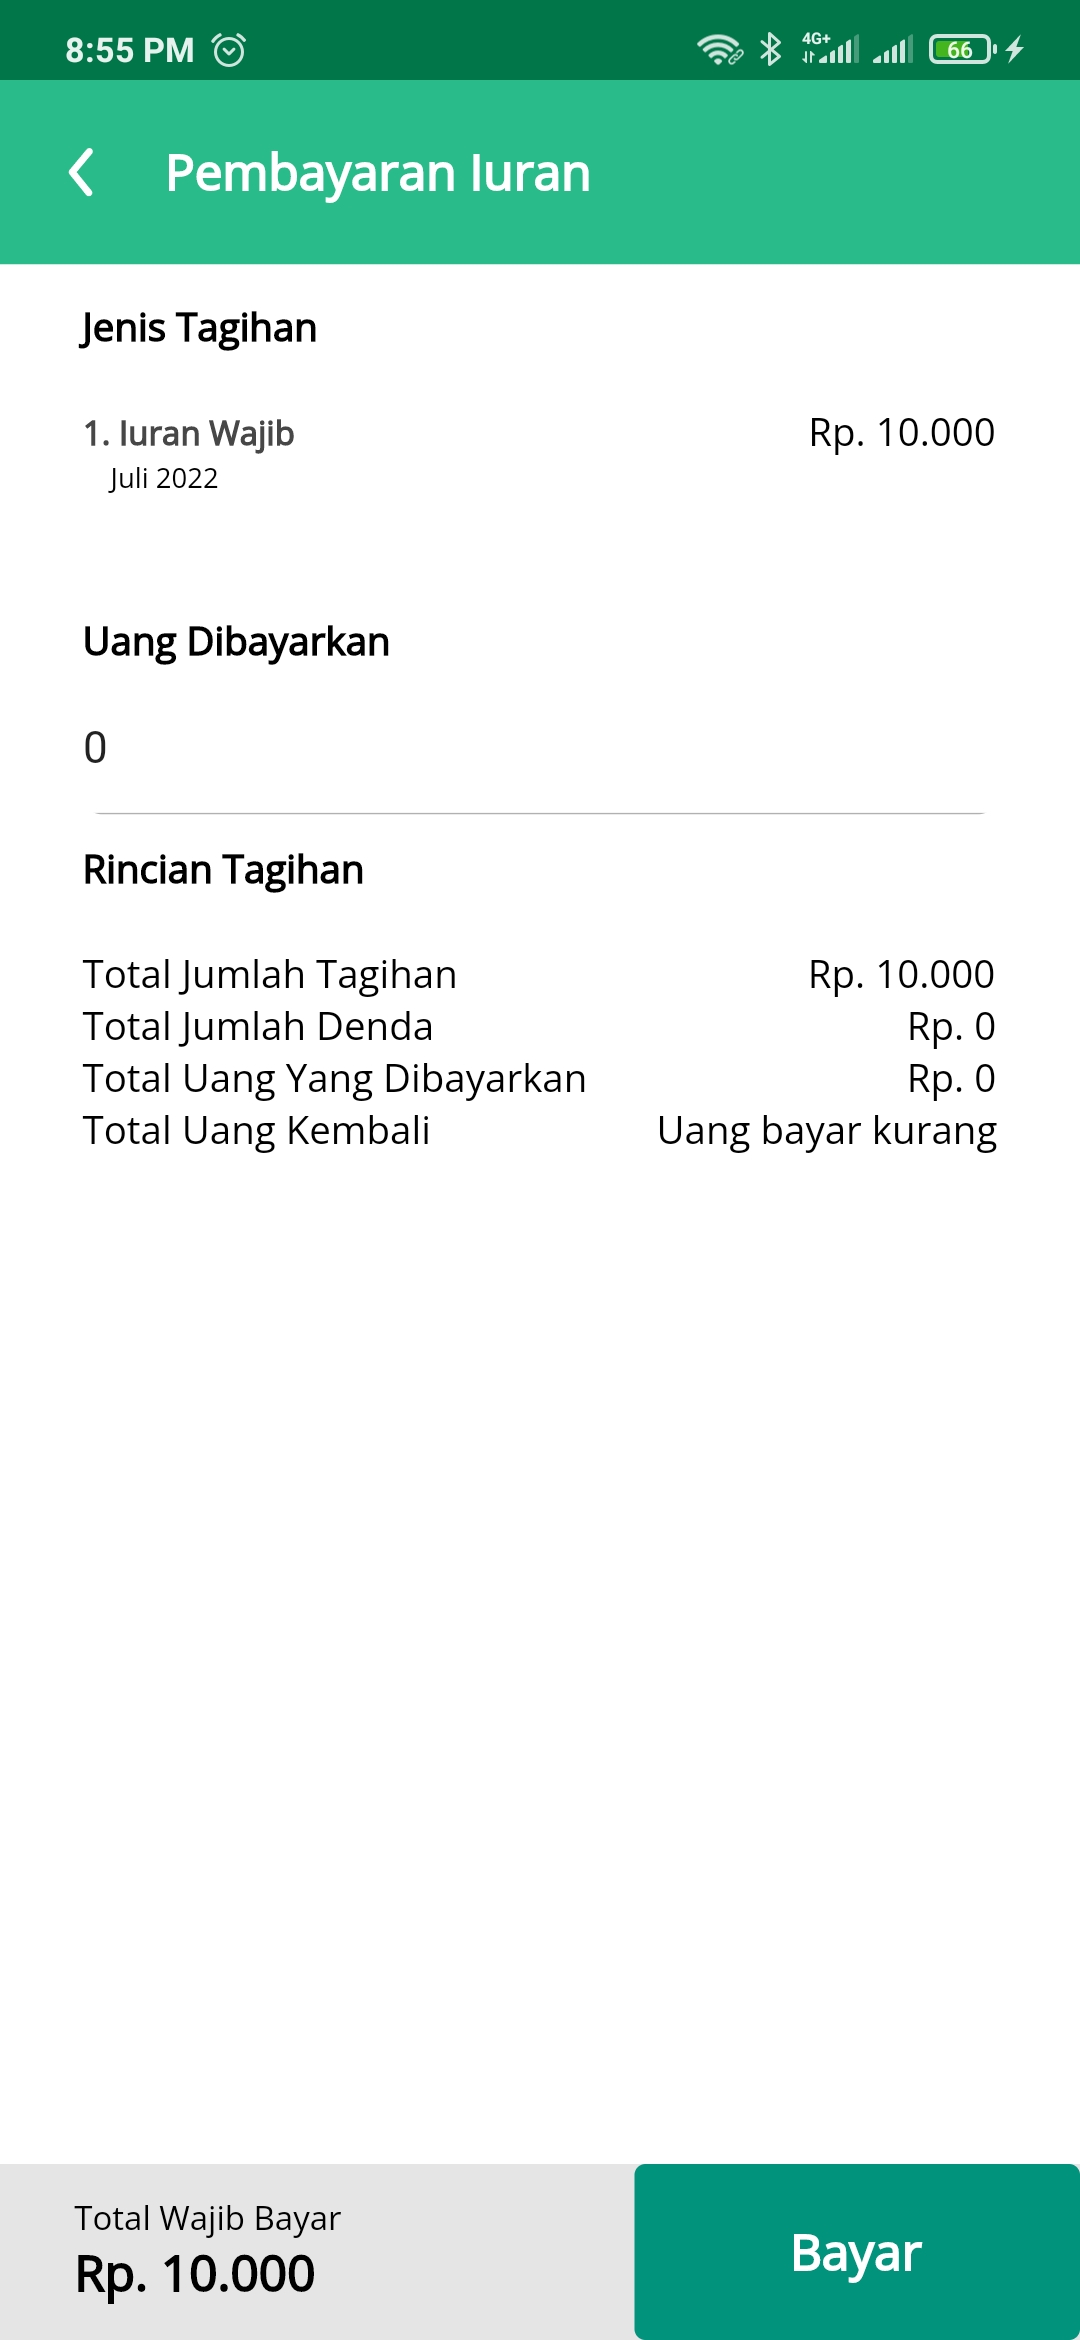 8:55 PM
4G+
66
Pembayaran Iuran
Jenis Tagihan
1. Iuran Wajib Rp. 10.000
Juli 2022
Uang Dibayarkan
0
Rincian Tagihan
Total Jumlah Tagihan Rp. 10.000
Total Jumlah Denda Rp. 0
Total Uang Yang Dibayarkan Rp. 0
Total Uang Kembali Uang bayar kurang
Total Wajib Bayar
Rp. 10.000
Bayar